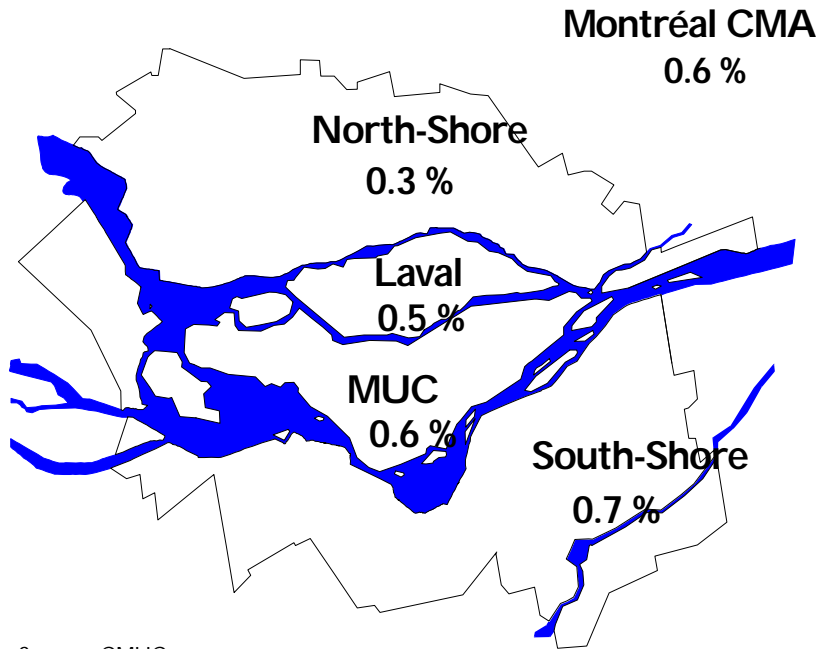 Montréal CMA
0.6 %
North-Shore
0.3 %
Laval
0.5 %
MUC
0.6 %
South-Shore
0.7 %